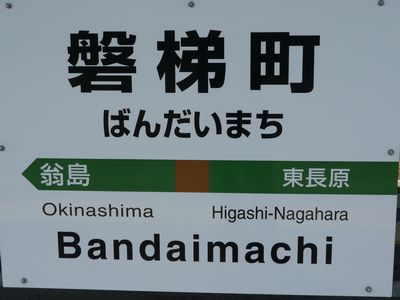 磐梯町
ばんだいまち
翁島 東長原
Okinashima Higashi-Nagahara
Bandaimachi